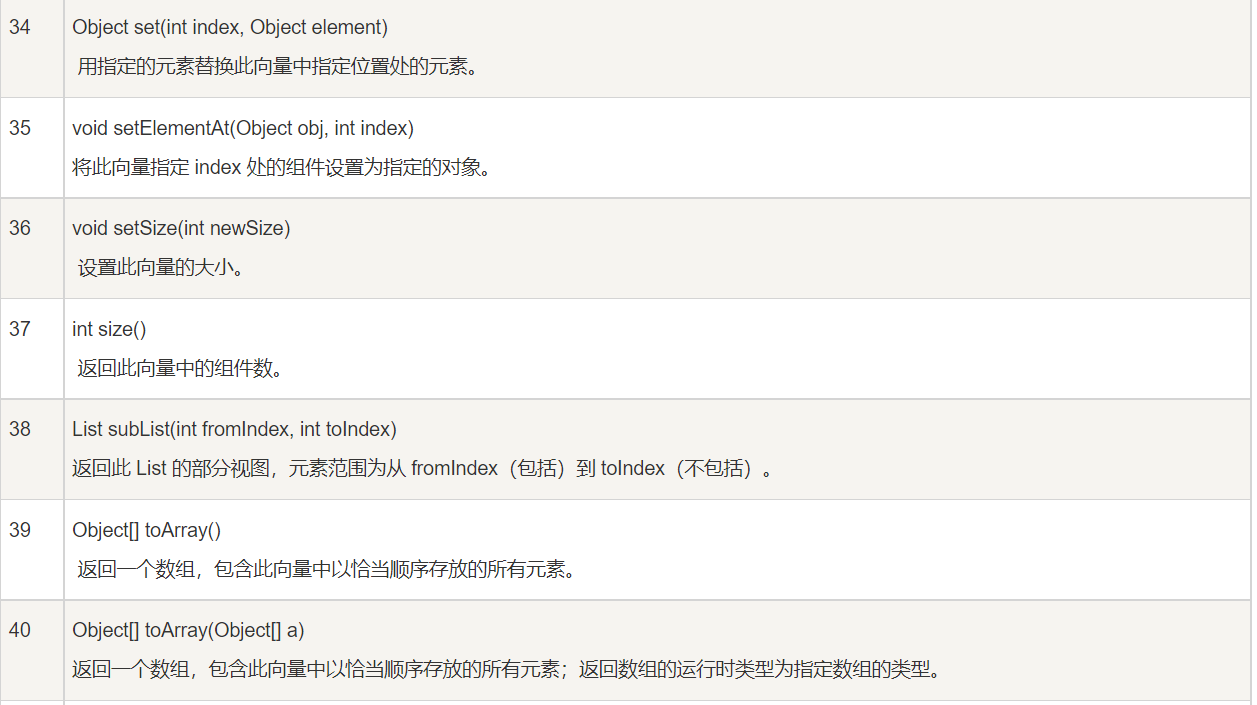 34
Object set(int index, Object element)
用指定的元素替换此向量中指定位置处的元素。
35
void setElementAt(Object obj, int index)
将此向量指定 index 处的组件设置为指定的对象。
36
void setSize(int newSize)
设置此向量的大小。
37
int size()
返回此向量中的组件数。
38
List subList(int fromIndex, int toIndex)
返回此 List 的部分视图，元素范围为从 fromIndex（包括）到 toIndex（不包括）。
39
Object[] toArray()
返回一个数组，包含此向量中以恰当顺序存放的所有元素。
40
Object[] toArray(Object[] a)
返回一个数组，包含此向量中以恰当顺序存放的所有元素；返回数组的运行时类型为指定数组的类型。